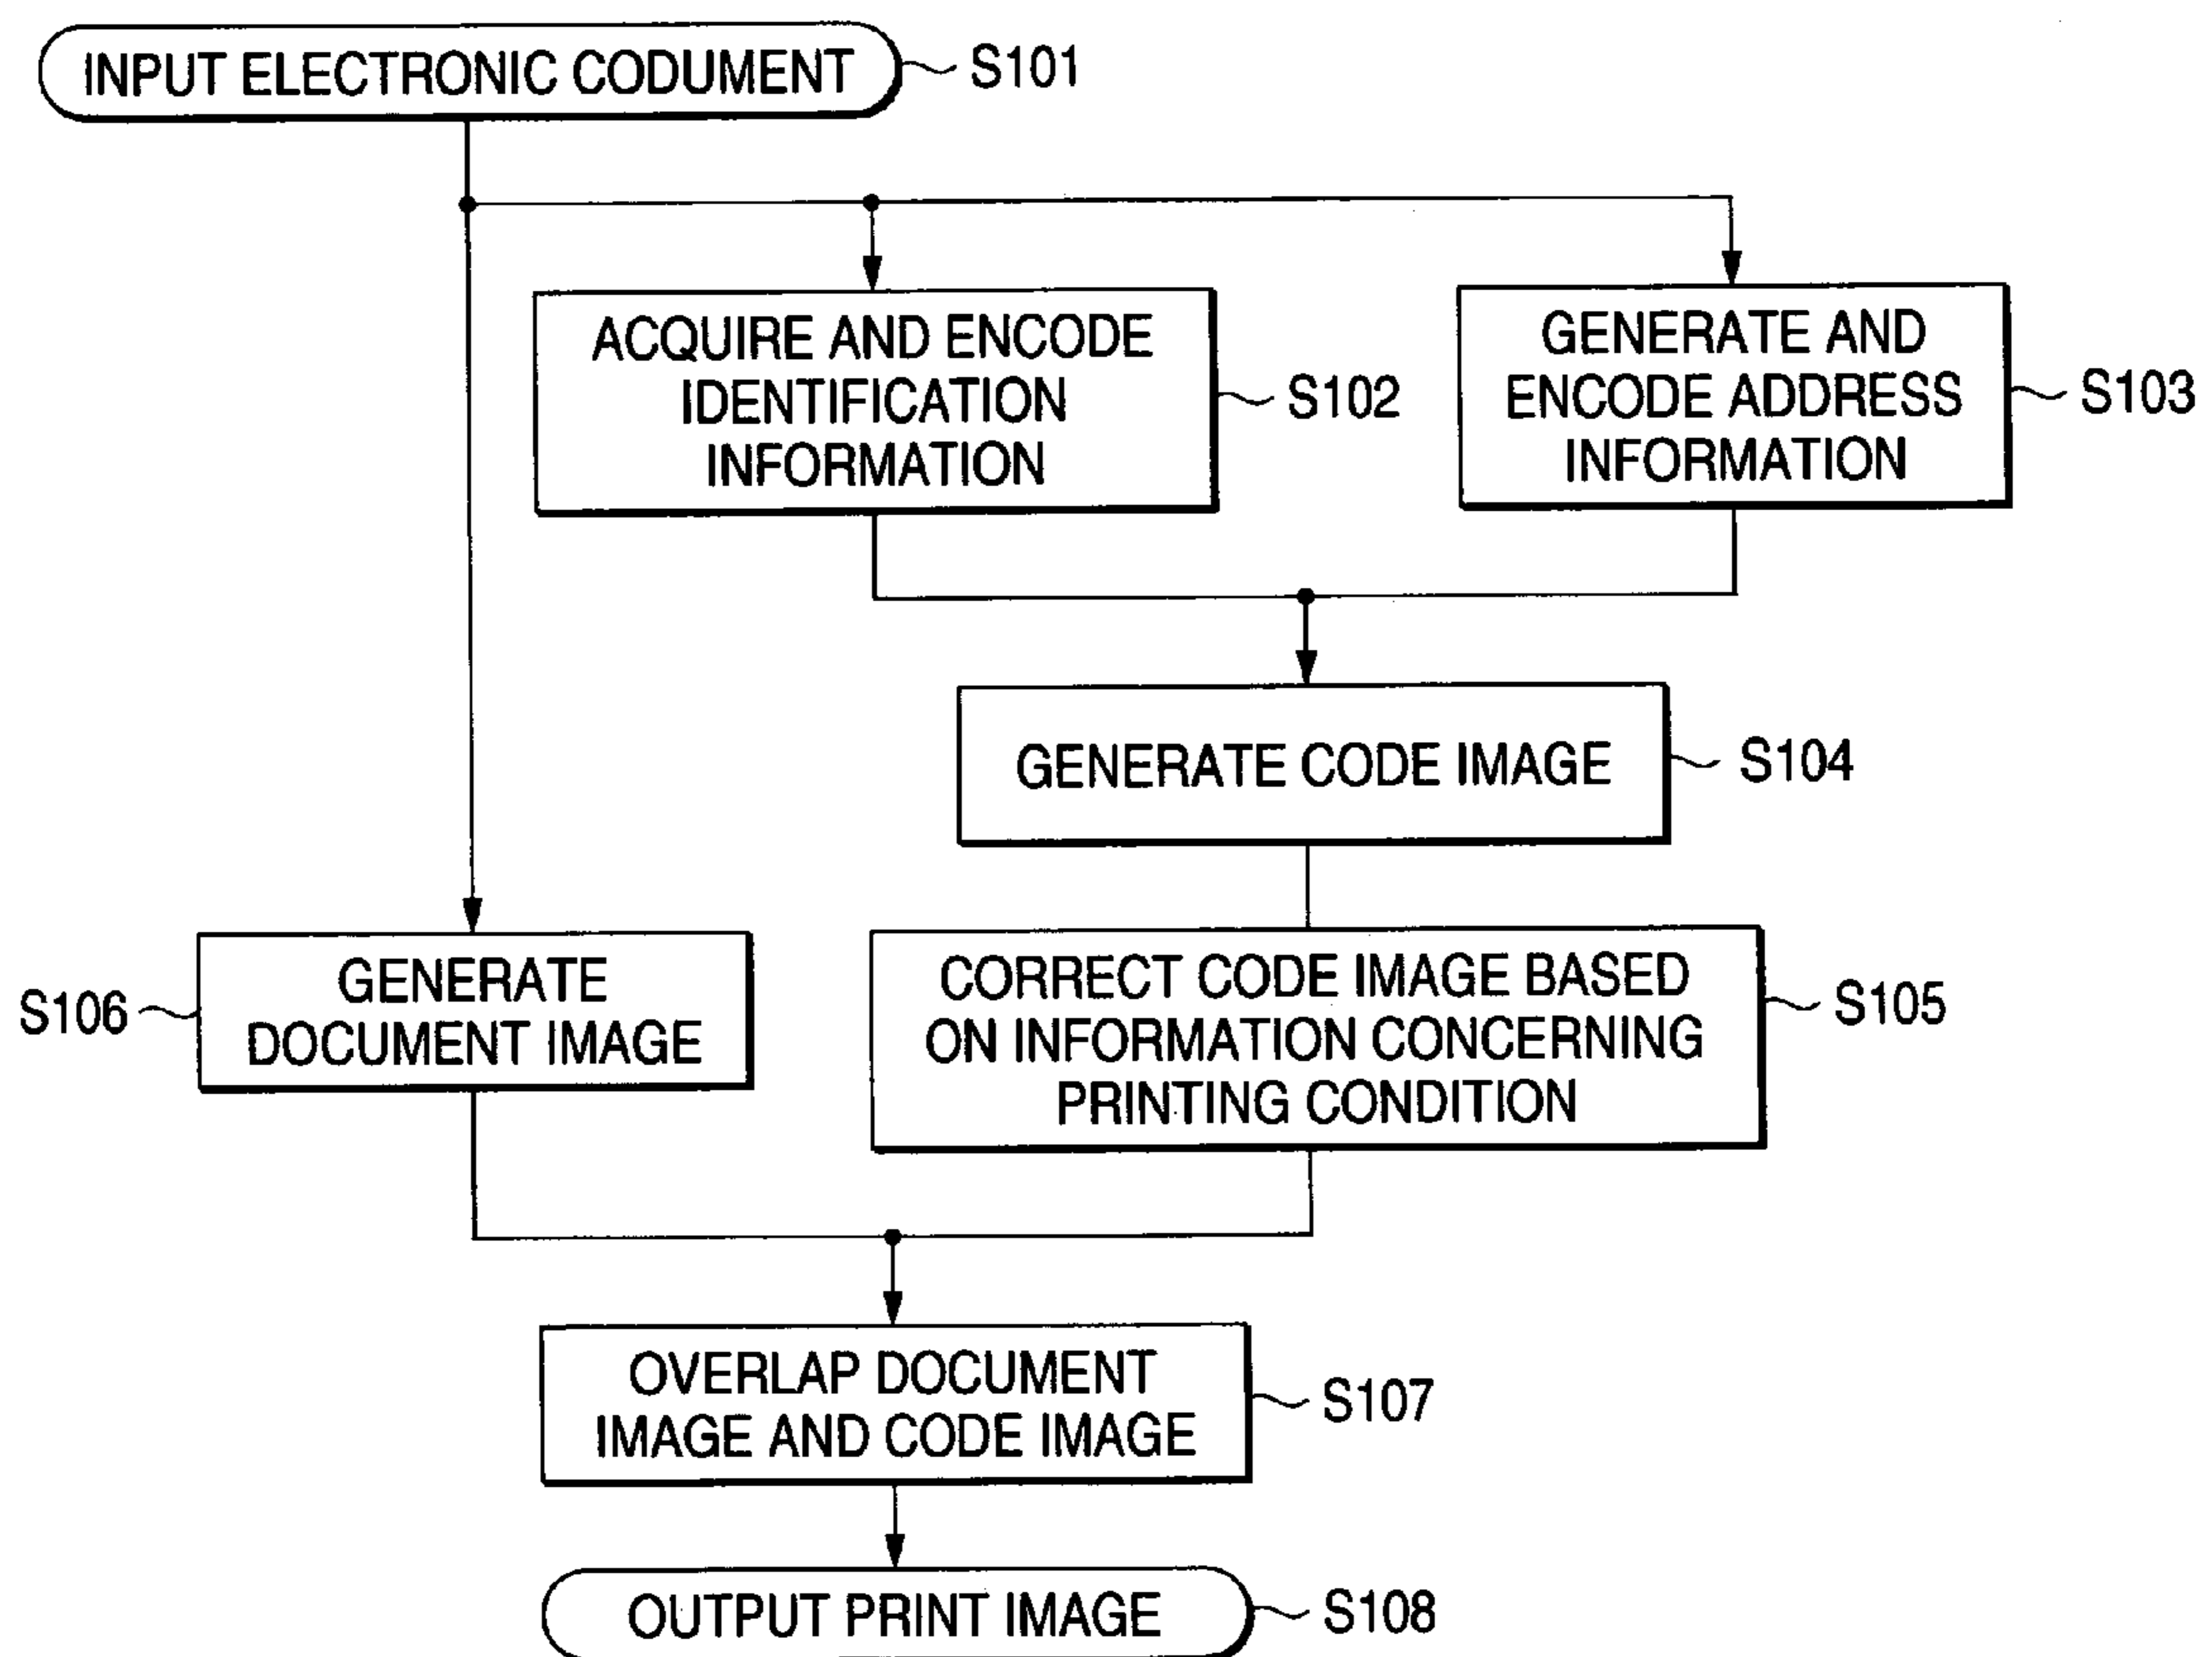 INPUT ELECTRONIC CODUMENT
S101
ACQUIRE AND ENCODE
IDENTIFICATION
INFORMATION
S102
GENERATE AND
ENCODE ADDRESS
INFORMATION
S103
GENERATE CODE IMAGE
S104
S106
GENERATE
DOCUMENT IMAGE
CORRECT CODE IMAGE BASED
ON INFORMATION CONCERNING
PRINTING CONDITION
S105
OVERLAP DOCUMENT
IMAGE AND CODE IMAGE
S107
OUTPUT PRINT IMAGE
S108